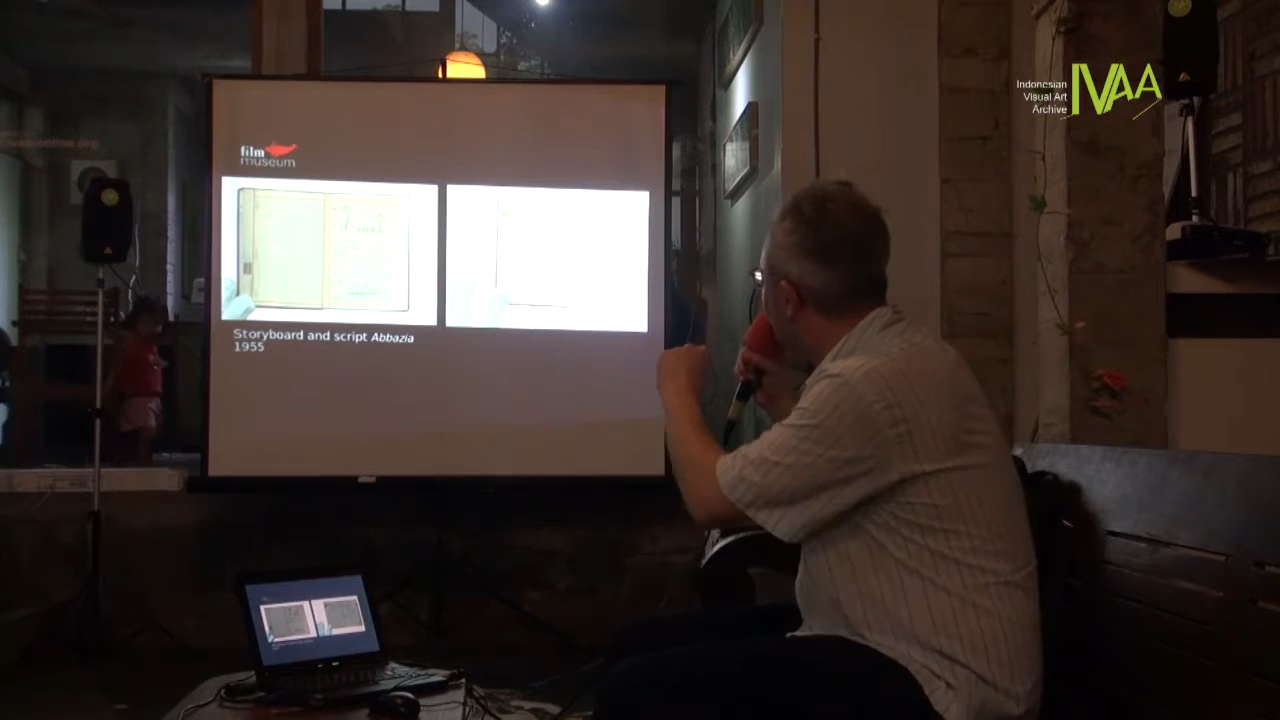 Indonesian
Visual Art
Archive
IVAA
film
museum
Storyboard and script Abbazia
1955